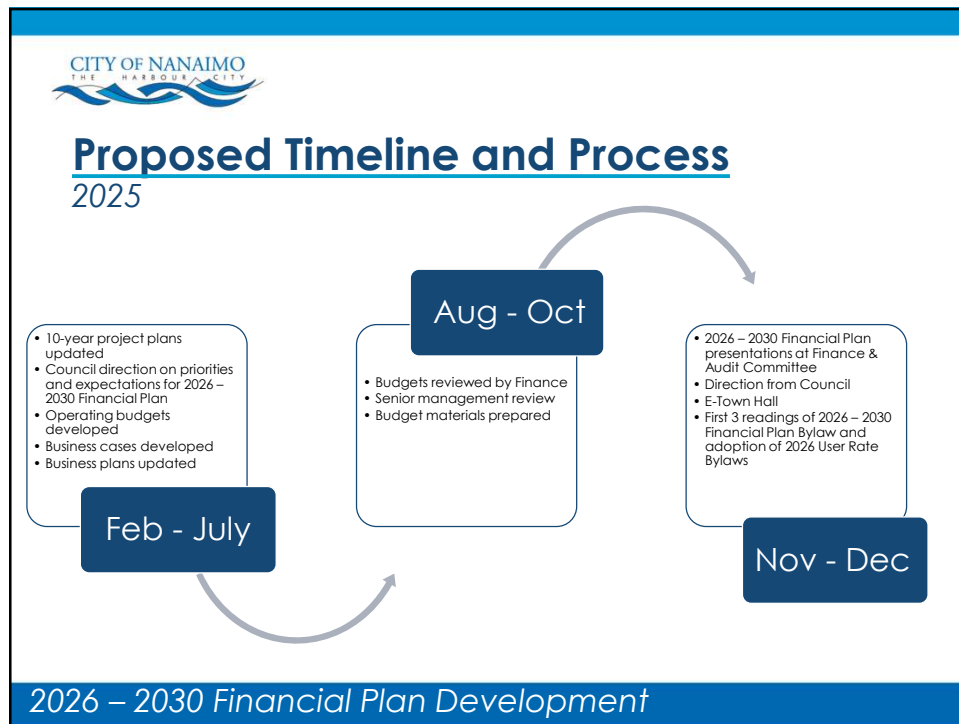 CITY OF NANAIMO
THE HARBOUR CITY
Proposed Timeline and Process
2025
• 10-year project plans
updated
• Council direction on priorities
and expectations for 2026 –
2030 Financial Plan
• Operating budgets
developed
• Business cases developed
• Business plans updated
Feb - July
Aug - Oct
• Budgets reviewed by Finance
• Senior management review
• Budget materials prepared
• 2026 – 2030 Financial Plan
presentations at Finance &
Audit Committee
• Direction from Council
• E-Town Hall
• First 3 readings of 2026 – 2030
Financial Plan Bylaw and
adoption of 2026 User Rate
Bylaws
Nov - Dec
2026 – 2030 Financial Plan Development